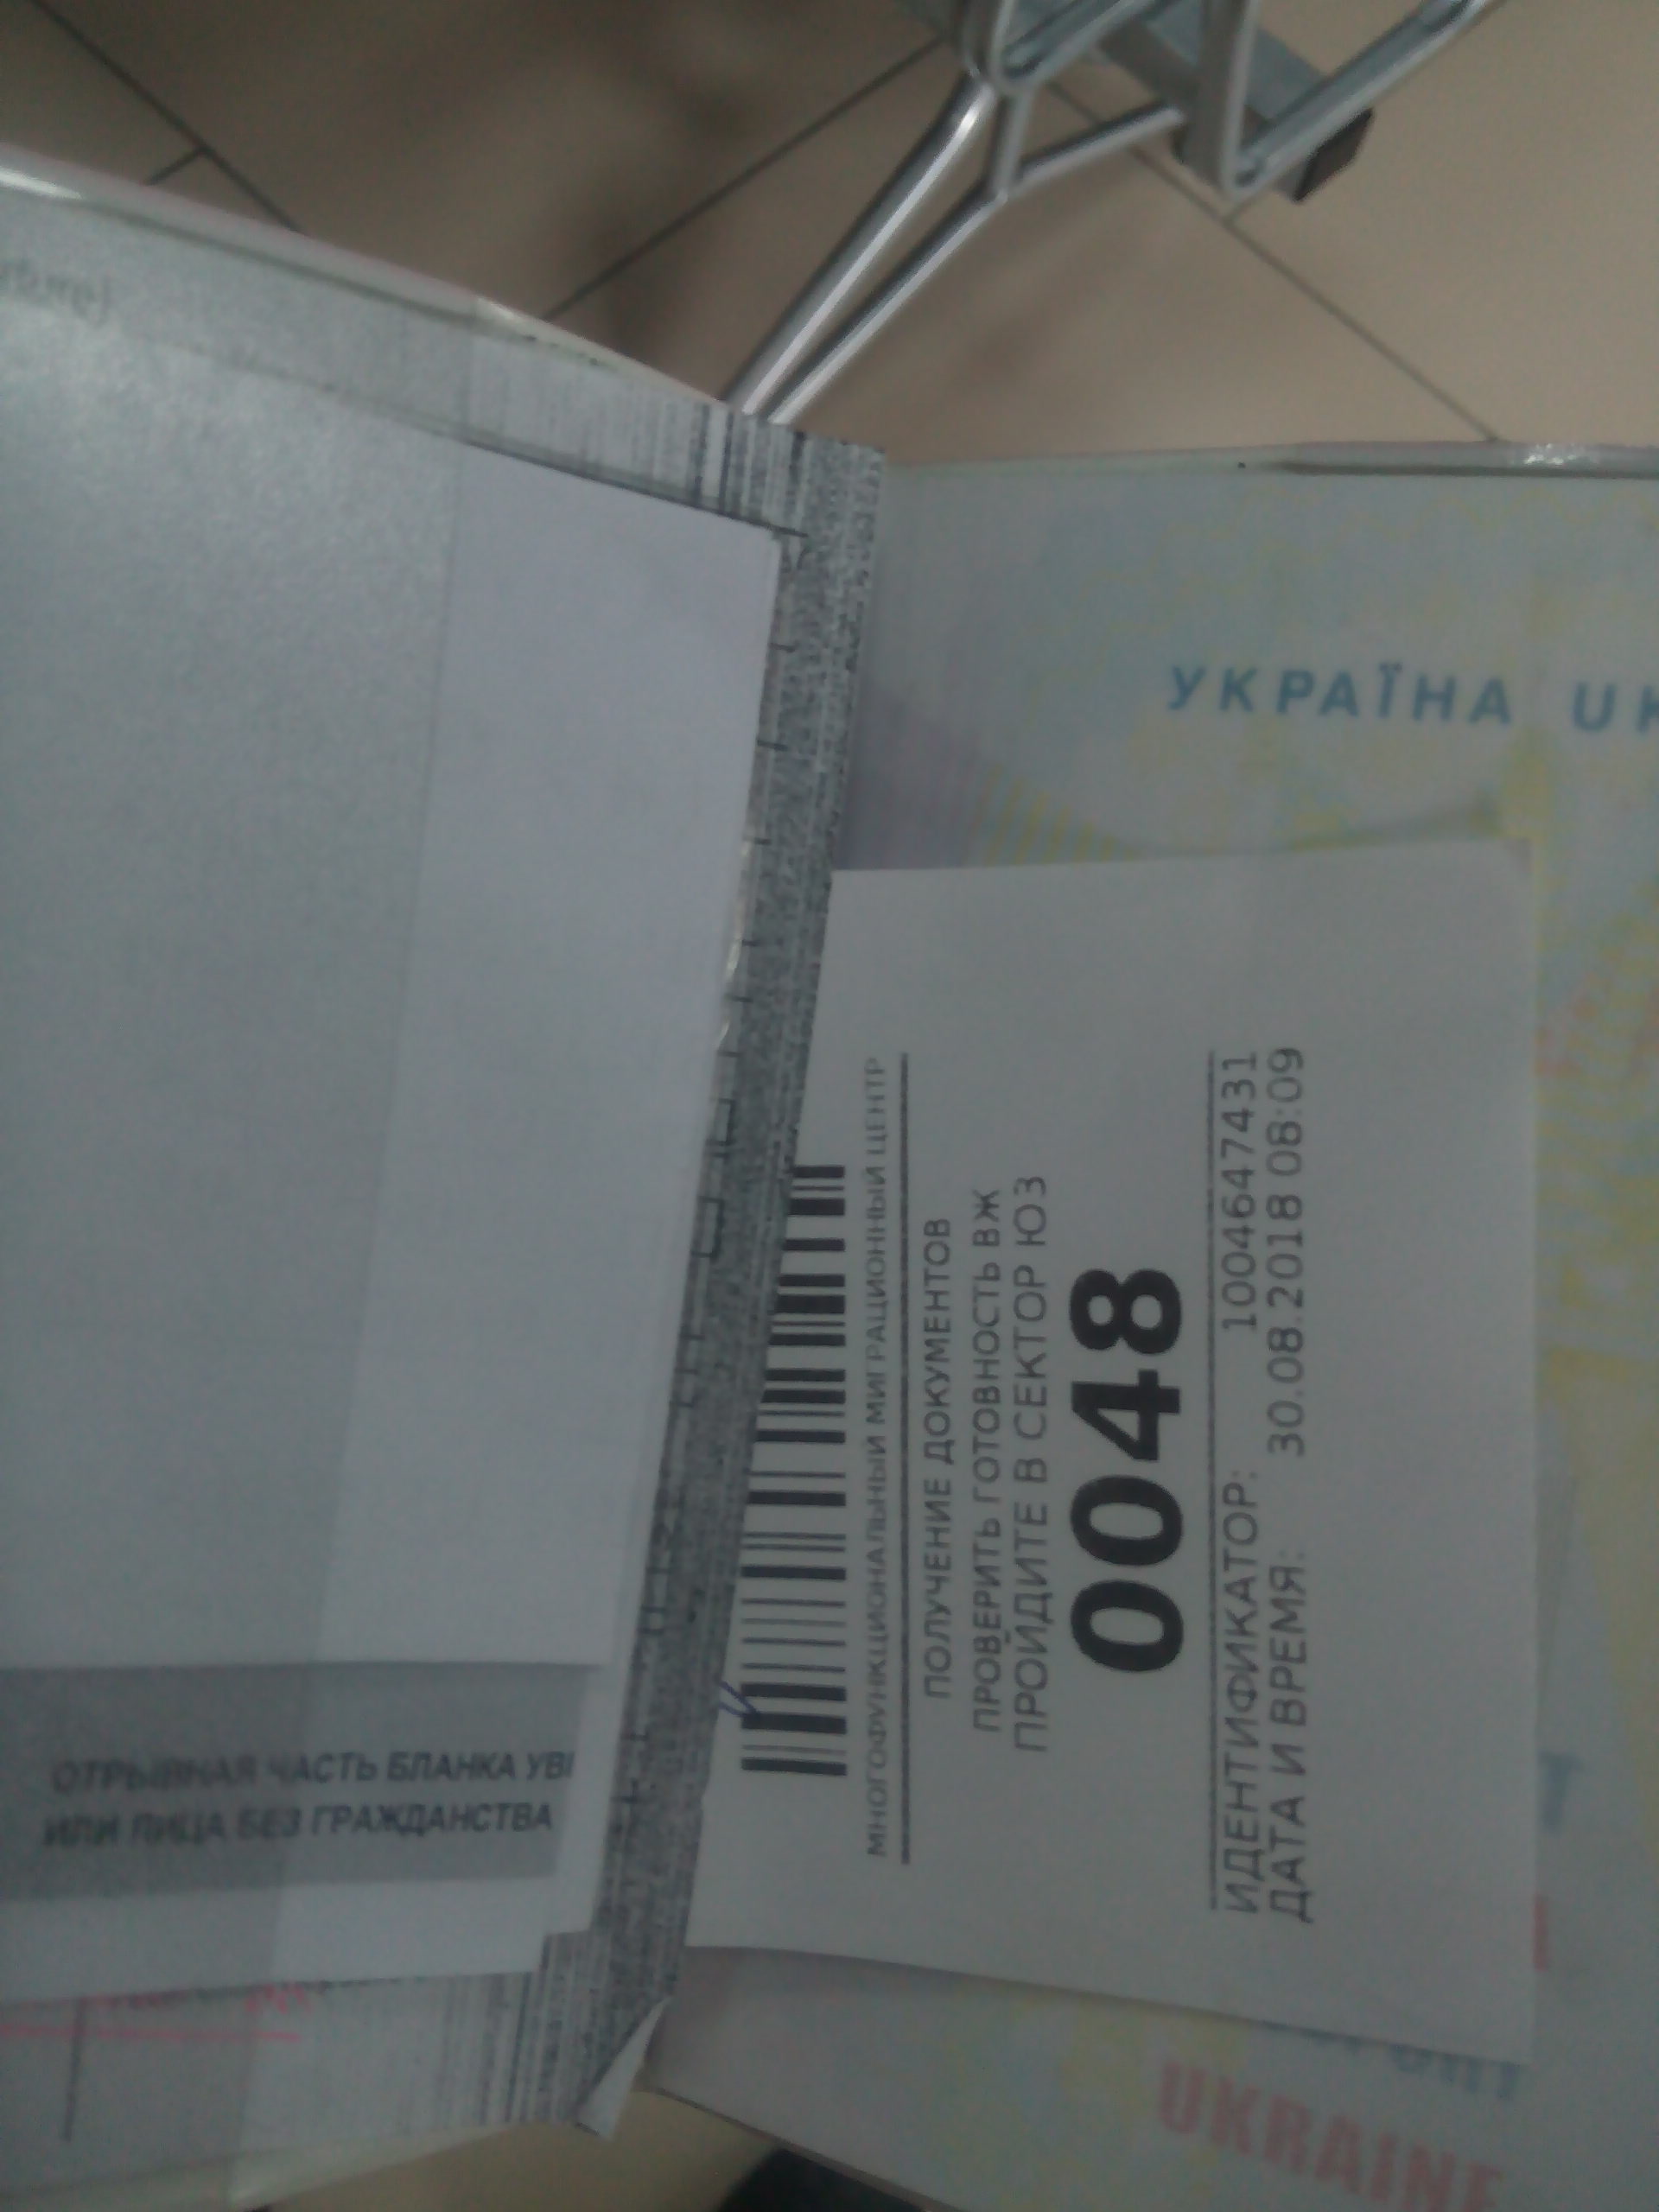 УКРАЇНА UK
МНОГОФУНКЦИОНАЛЬНЫЙ МИГРАЦИОННЫЙ ЦЕНТР
ПОЛУЧЕНИЕ ДОКУМЕНТОВ
ПРОВЕРИТЬ ГОТОВНОСТЬ ВЖ
ПРОЙДИТЕ В СЕКТОР ЮЗ
0048
ИДЕНТИФИКАТОР: 1004647431
ДАТА И ВРЕМЯ: 30.08.2018 08:09
ОТРЫВНАЯ ЧАСТЬ БЛАНКА УВ
ИЛИ ЛИЦА БЕЗ ГРАЖДАНСТВА
UKRAINE